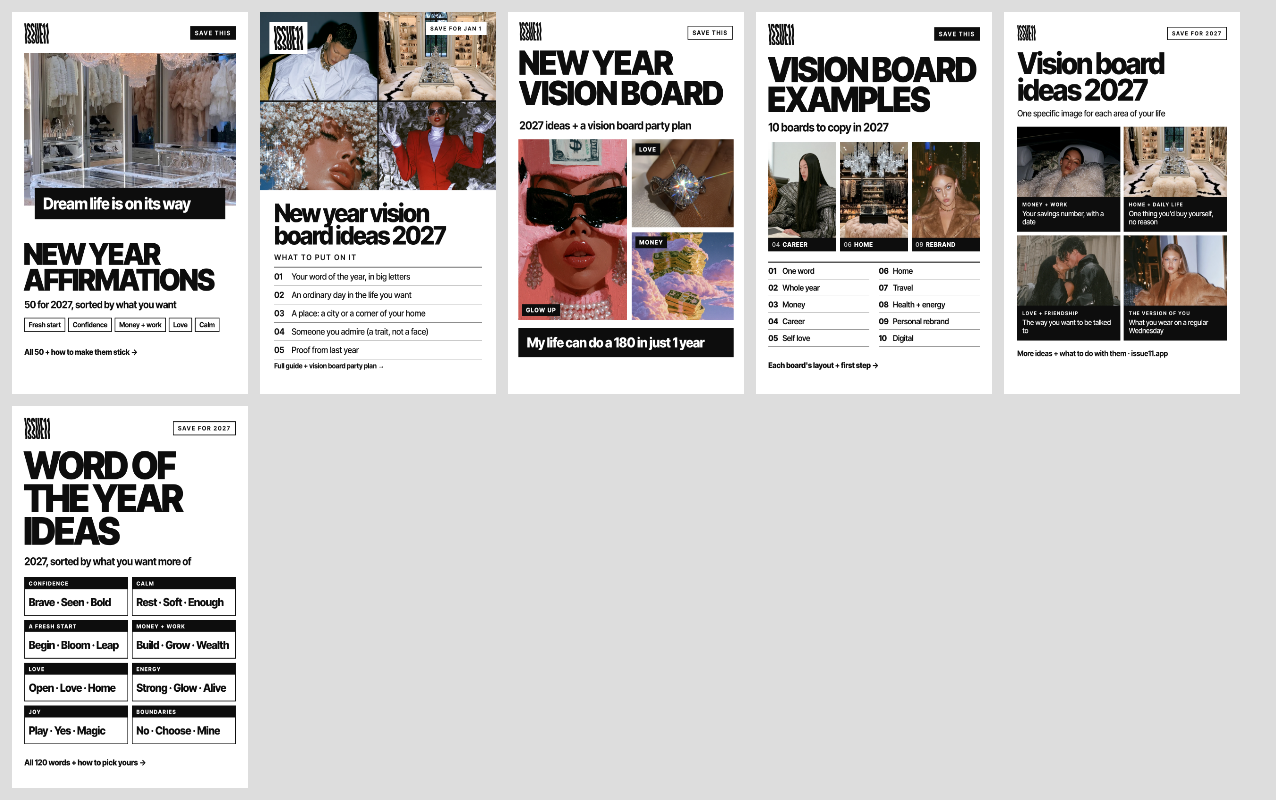 ISSUE11
SAVE THIS
Dream life is on its way
NEW YEAR
AFFIRMATIONS
50 for 2027, sorted by what you want
Fresh start
Confidence
Money + work
Love
Calm
All 50 + how to make them stick →
ISSUE11
SAVE FOR JAN 1
New year vision
board ideas 2027
WHAT TO PUT ON IT
01 Your word of the year, in big letters
02 An ordinary day in the life you want
03 A place: a city or a corner of your home
04 Someone you admire (a trait, not a face)
05 Proof from last year
Full guide + vision board party plan →
ISSUE11
SAVE THIS
NEW YEAR
VISION BOARD
2027 ideas + a vision board party plan
GLOW UP
LOVE
MONEY
My life can do a 180 in just 1 year
ISSUE11
SAVE THIS
VISION BOARD
EXAMPLES
10 boards to copy in 2027
04 CAREER
06 HOME
09 REBRAND
01 One word
02 Whole year
03 Money
04 Career
05 Self love
06 Home
07 Travel
08 Health + energy
09 Personal rebrand
10 Digital
Each board's layout + first step →
ISSUE11
SAVE FOR 2027
Vision board
ideas 2027
One specific image for each area of your life
MONEY + WORK
Your savings number, with a
date
HOME + DAILY LIFE
One thing you'd buy yourself,
no reason
LOVE + FRIENDSHIP
The way you want to be talked
to
THE VERSION OF YOU
What you wear on a regular
Wednesday
More ideas + what to do with them · issue11.app
ISSUE11
SAVE FOR 2027
WORD OF
THE YEAR
IDEAS
2027, sorted by what you want more of
CONFIDENCE
Brave · Seen · Bold
CALM
Rest · Soft · Enough
A FRESH START
Begin · Bloom · Leap
MONEY + WORK
Build · Grow · Wealth
LOVE
Open · Love · Home
ENERGY
Strong · Glow · Alive
JOY
Play · Yes · Magic
BOUNDARIES
No · Choose · Mine
All 120 words + how to pick yours →